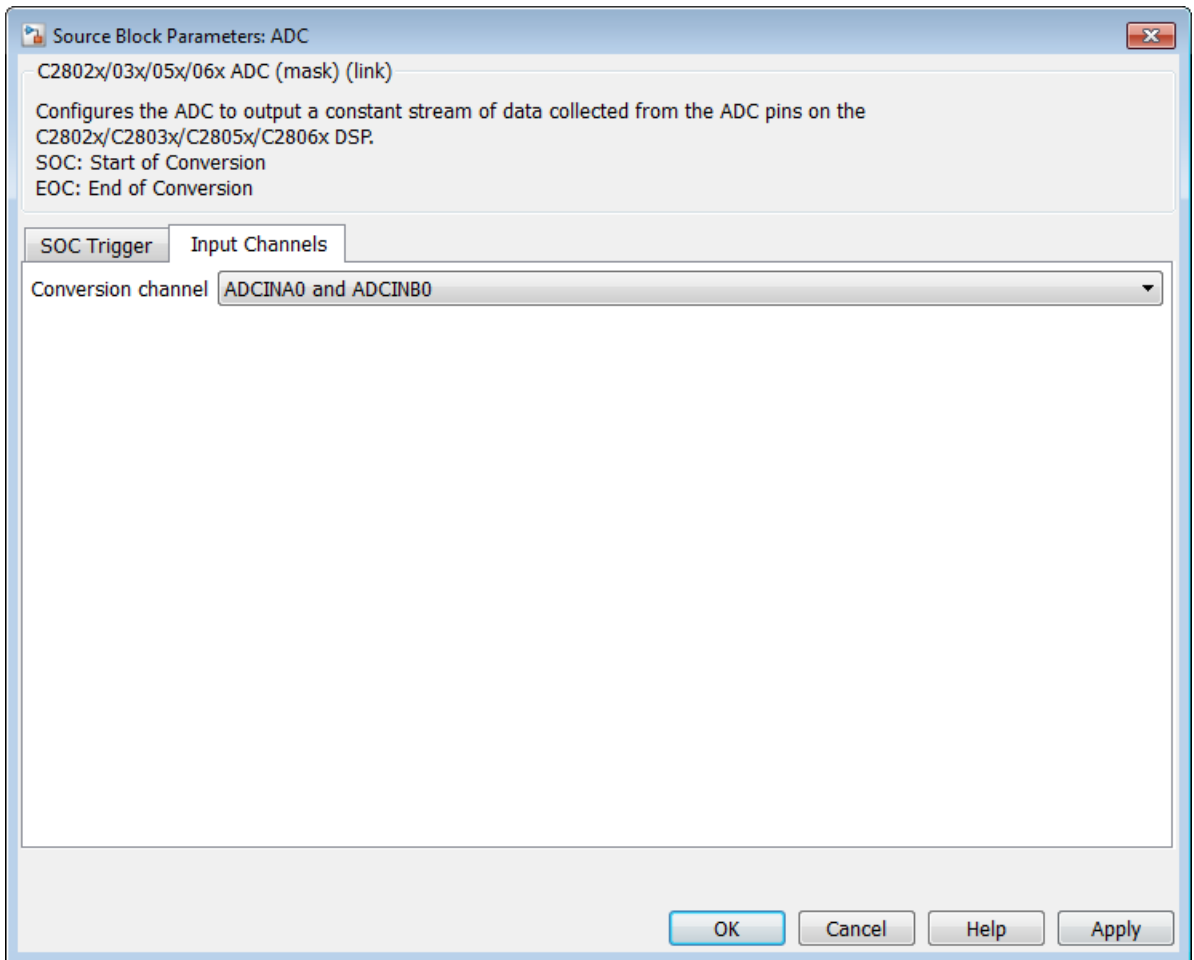 Source Block Parameters: ADC
C2802x/03x/05x/06x ADC (mask) (link)
Configures the ADC to output a constant stream of data collected from the ADC pins on the
C2802x/C2803x/C2805x/C2806x DSP.
SOC: Start of Conversion
EOC: End of Conversion
SOC Trigger Input Channels
Conversion channel ADCINA0 and ADCINB0
OK Cancel Help Apply